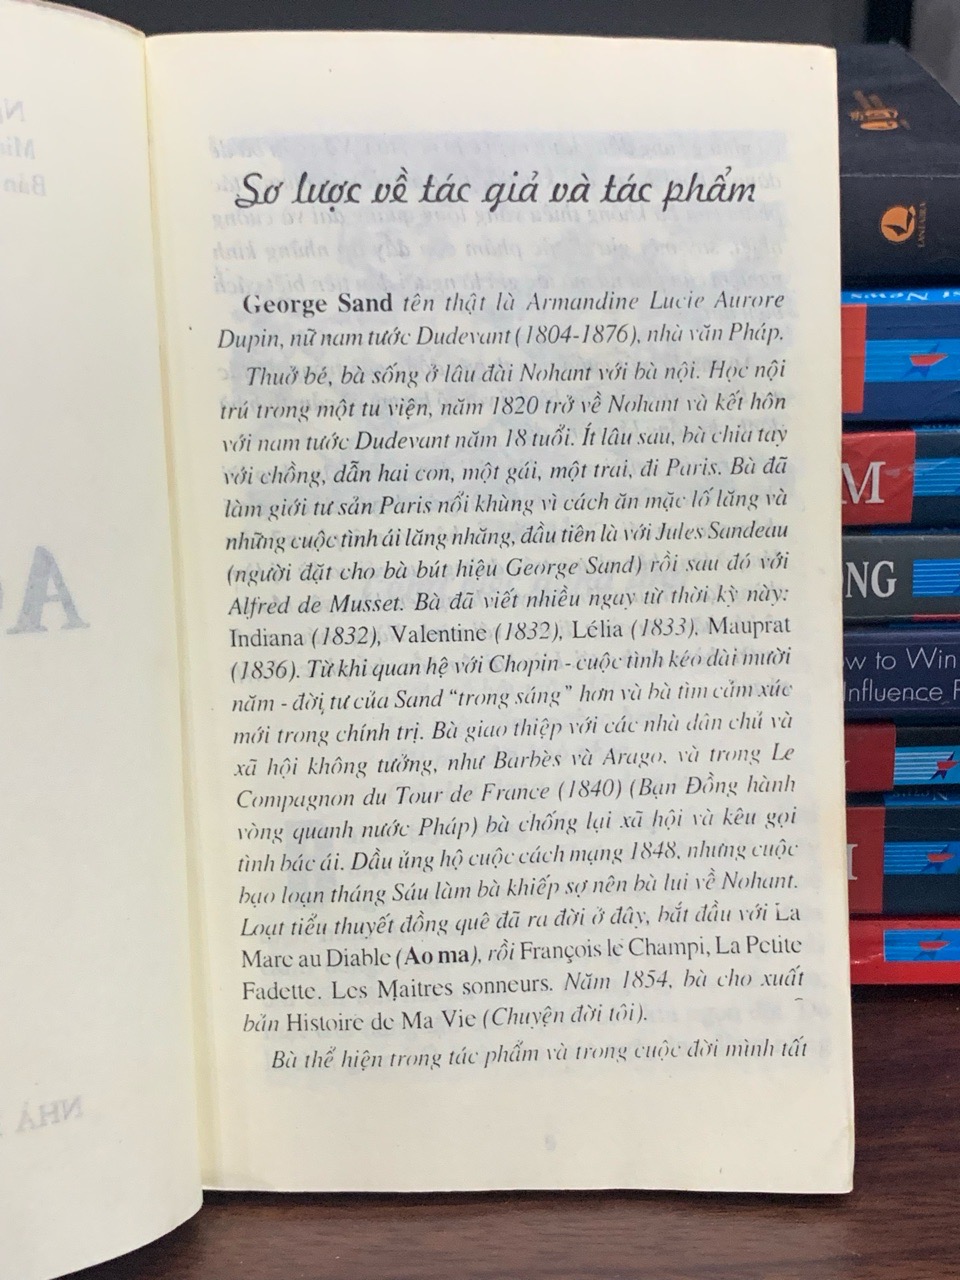 Sơ lược về tác giả và tác phẩm
George Sand tên thật là Armandine Lucie Aurore
Dupin, nữ nam tước Dudevant (1804-1876), nhà văn Pháp.
Thuở bé, bà sống ở lâu đài Nohant với bà nội. Học nội
trú trong một tu viện, năm 1820 trở về Nohant và kết hôn
với nam tước Dudevant năm 18 tuổi. Ít lâu sau, bà chia tay
với chồng, dẫn hai con, một gái, một trai, đi Paris. Bà đã
làm giới tư sản Paris nổi khùng vì cách ăn mặc lố lăng và
những cuộc tình ái lăng nhăng, đầu tiên là với Jules Sandeau
(người đặt cho bà bút hiệu George Sand) rồi sau đó với
Alfred de Musset. Bà đã viết nhiều ngay từ thời kỳ này:
Indiana (1832), Valentine (1832), Lélia (1833), Mauprat
(1836). Từ khi quan hệ với Chopin - cuộc tình kéo dài mười
năm - đời tư của Sand “trong sáng” hơn và bà tìm cảm xúc
mới trong chính trị. Bà giao thiệp với các nhà dân chủ và
xã hội không tưởng, như Barbès và Arago, và trong Le
Compagnon du Tour de France (1840) (Bạn Đồng hành
vòng quanh nước Pháp) bà chống lại xã hội và kêu gọi
tình bác ái. Dầu ủng hộ cuộc cách mạng 1848, nhưng cuộc
bạo loạn tháng Sáu làm bà khiếp sợ nên bà lui về Nohant.
Loạt tiểu thuyết đồng quê đã ra đời ở đây, bắt đầu với La
Mare au Diable (Ao ma), rồi François le Champi, La Petite
Fadette, Les Maitres sonneurs. Năm 1854, bà cho xuất
bản Histoire de Ma Vie (Chuyện đời tôi).
Bà thể hiện trong tác phẩm và trong cuộc đời mình tất
LANTABRA
M
NG
ow to Win
Influence